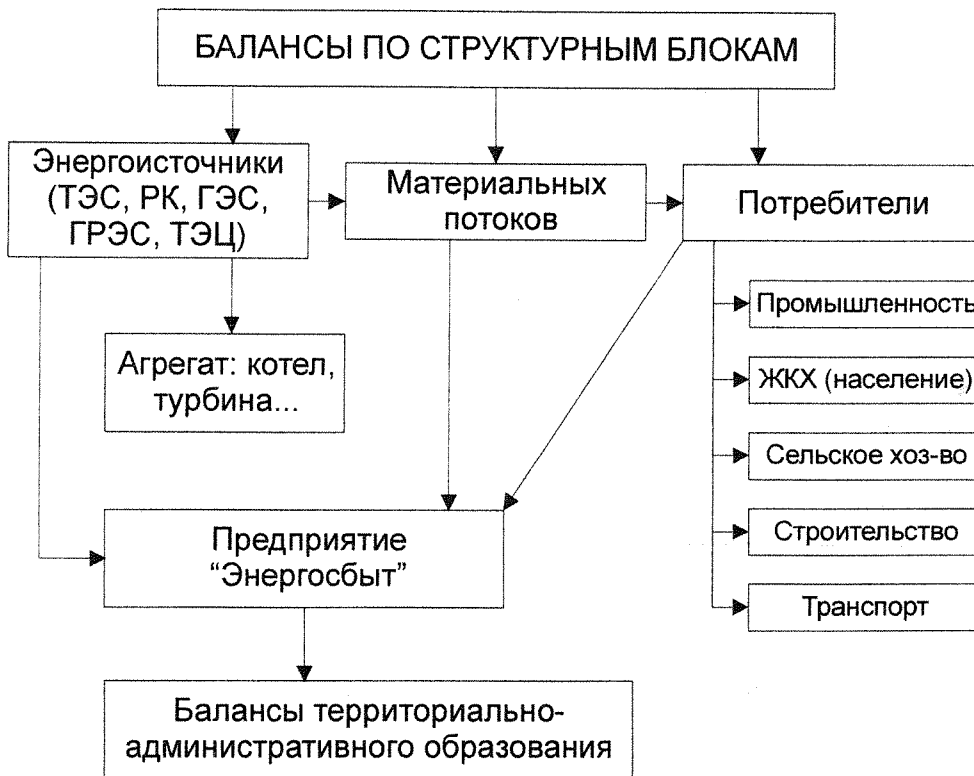 БАЛАНСЫ ПО СТРУКТУРНЫМ БЛОКАМ
Энергоисточники
(ТЭС, РК, ГЭС,
ГРЭС, ТЭЦ)
Материальных
потоков
Потребители
Агрегат: котел,
турбина...
Промышленность
ЖКХ (население)
Сельское хоз-во
Строительство
Транспорт
Предприятие
“Энергосбыт”
Балансы территориально-
административного образования